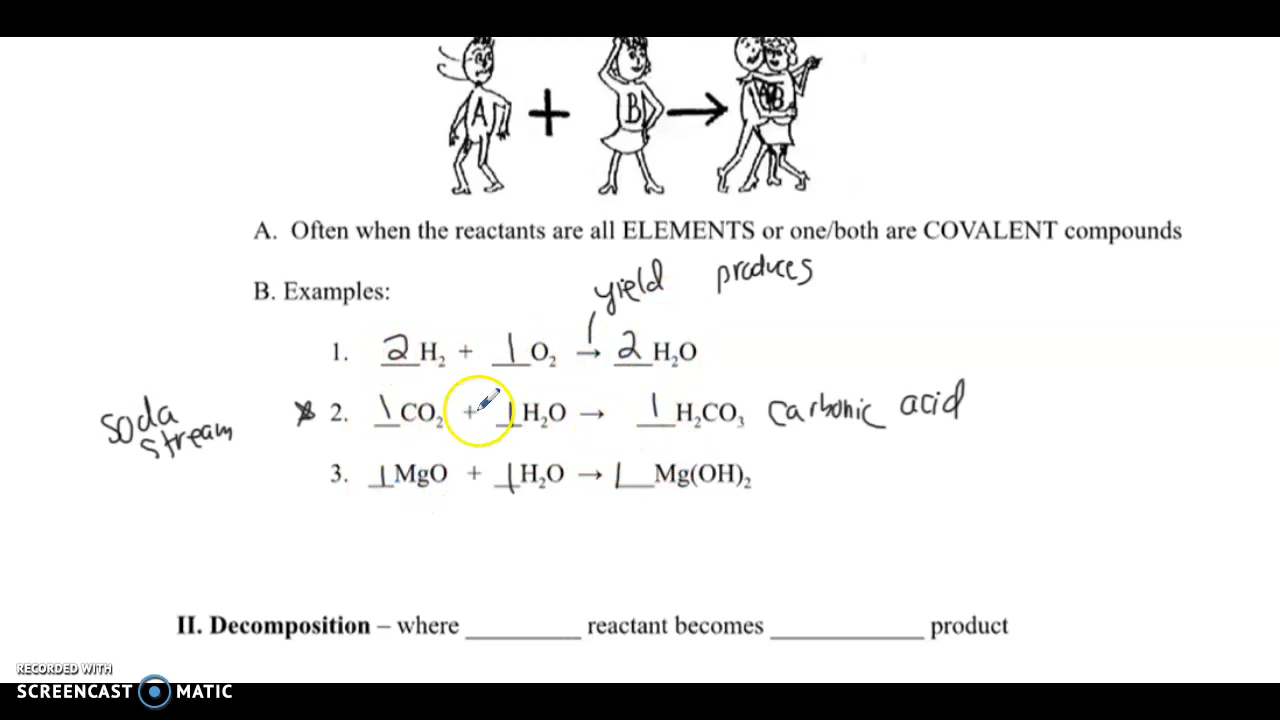 A + B → AB
A. Often when the reactants are all ELEMENTS or one/both are COVALENT compounds
yield produces
B. Examples:
1. 2 H₂ + 1 O₂ → 2 H₂O
soda stream
2. 1 CO₂ + 1 H₂O → 1 H₂CO₃ carbonic acid
3. 1 MgO + 1 H₂O → 1 Mg(OH)₂
II. Decomposition – where _________ reactant becomes ____________ product
RECORDED WITH
SCREENCAST MATIC